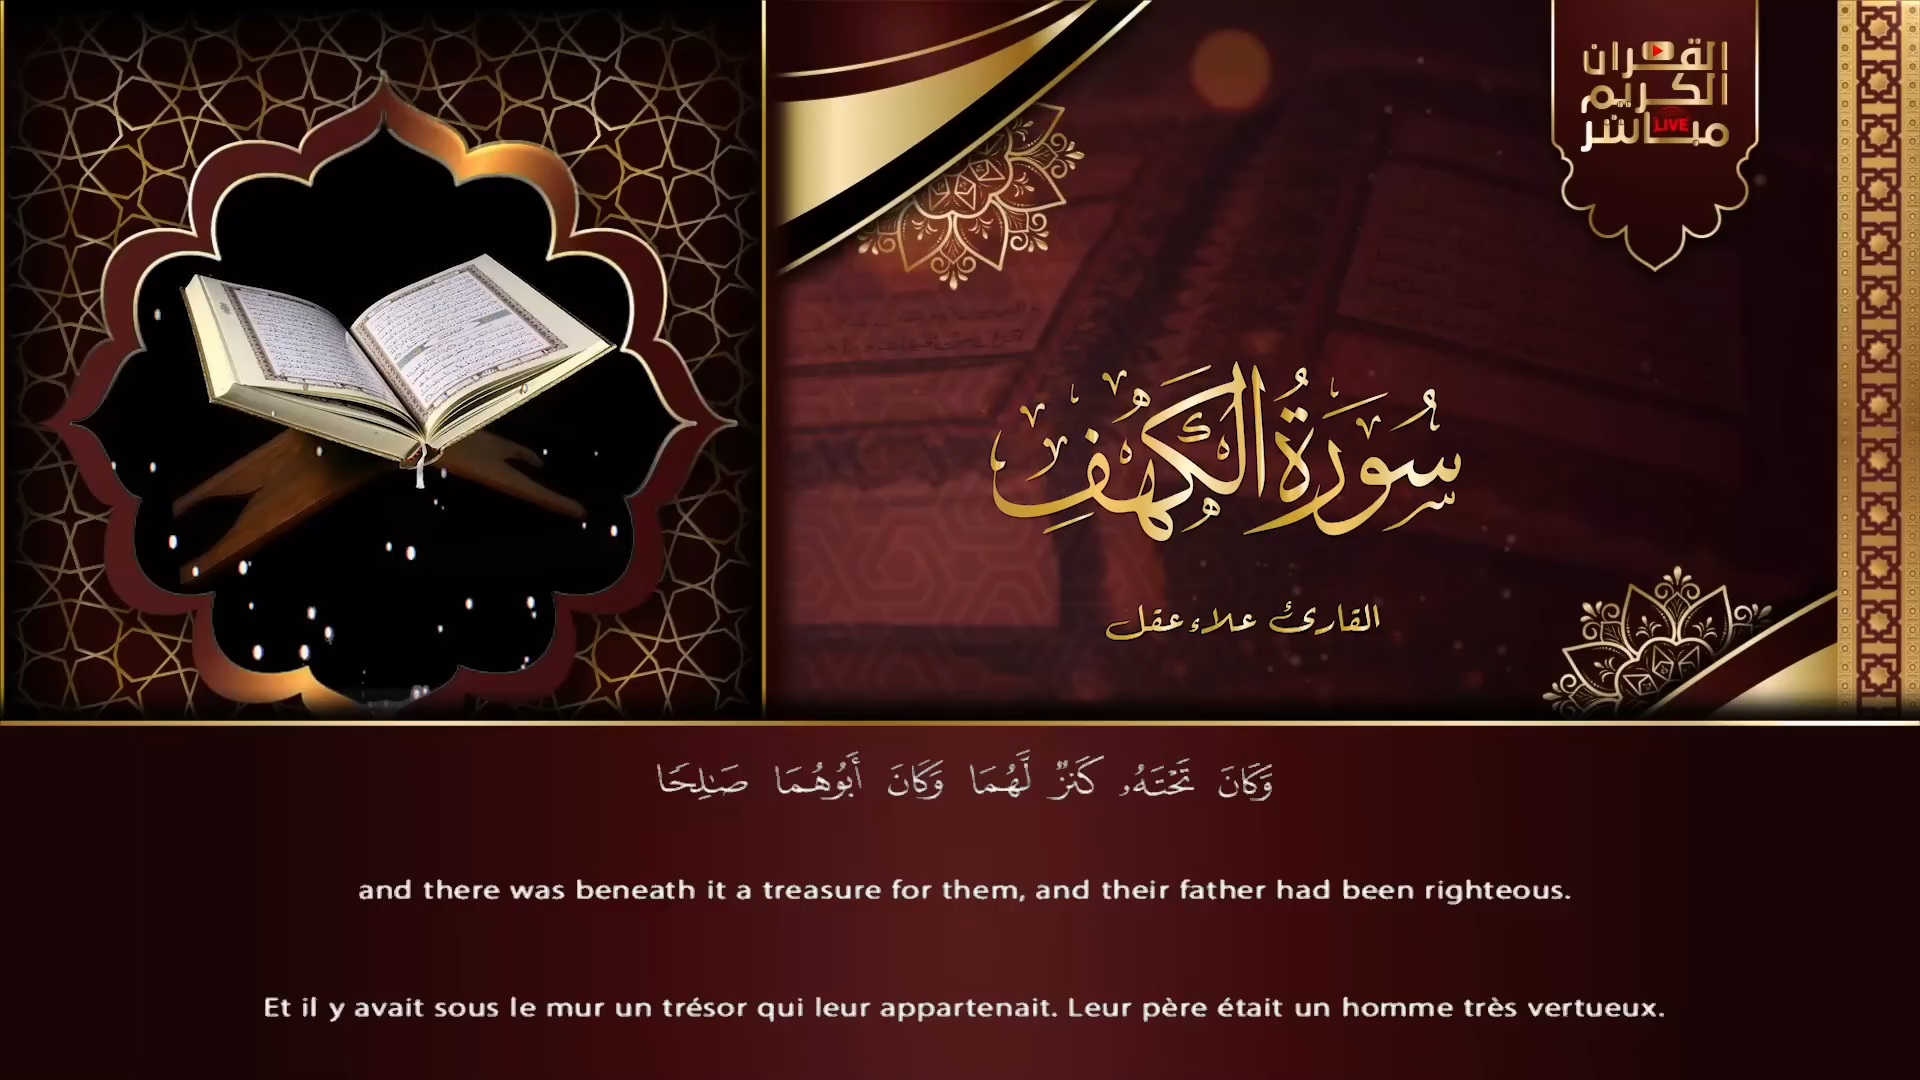 القرآن
الكريم
مباشر
LIVE
سُورَةُ الْكَهْفِ
القارئ علاء عقل
وَكَانَ تَحْتَهُۥ كَنزٌ لَّهُمَا وَكَانَ أَبُوهُمَا صَـٰلِحًا
and there was beneath it a treasure for them, and their father had been righteous.
Et il y avait sous le mur un trésor qui leur appartenait. Leur père était un homme très vertueux.